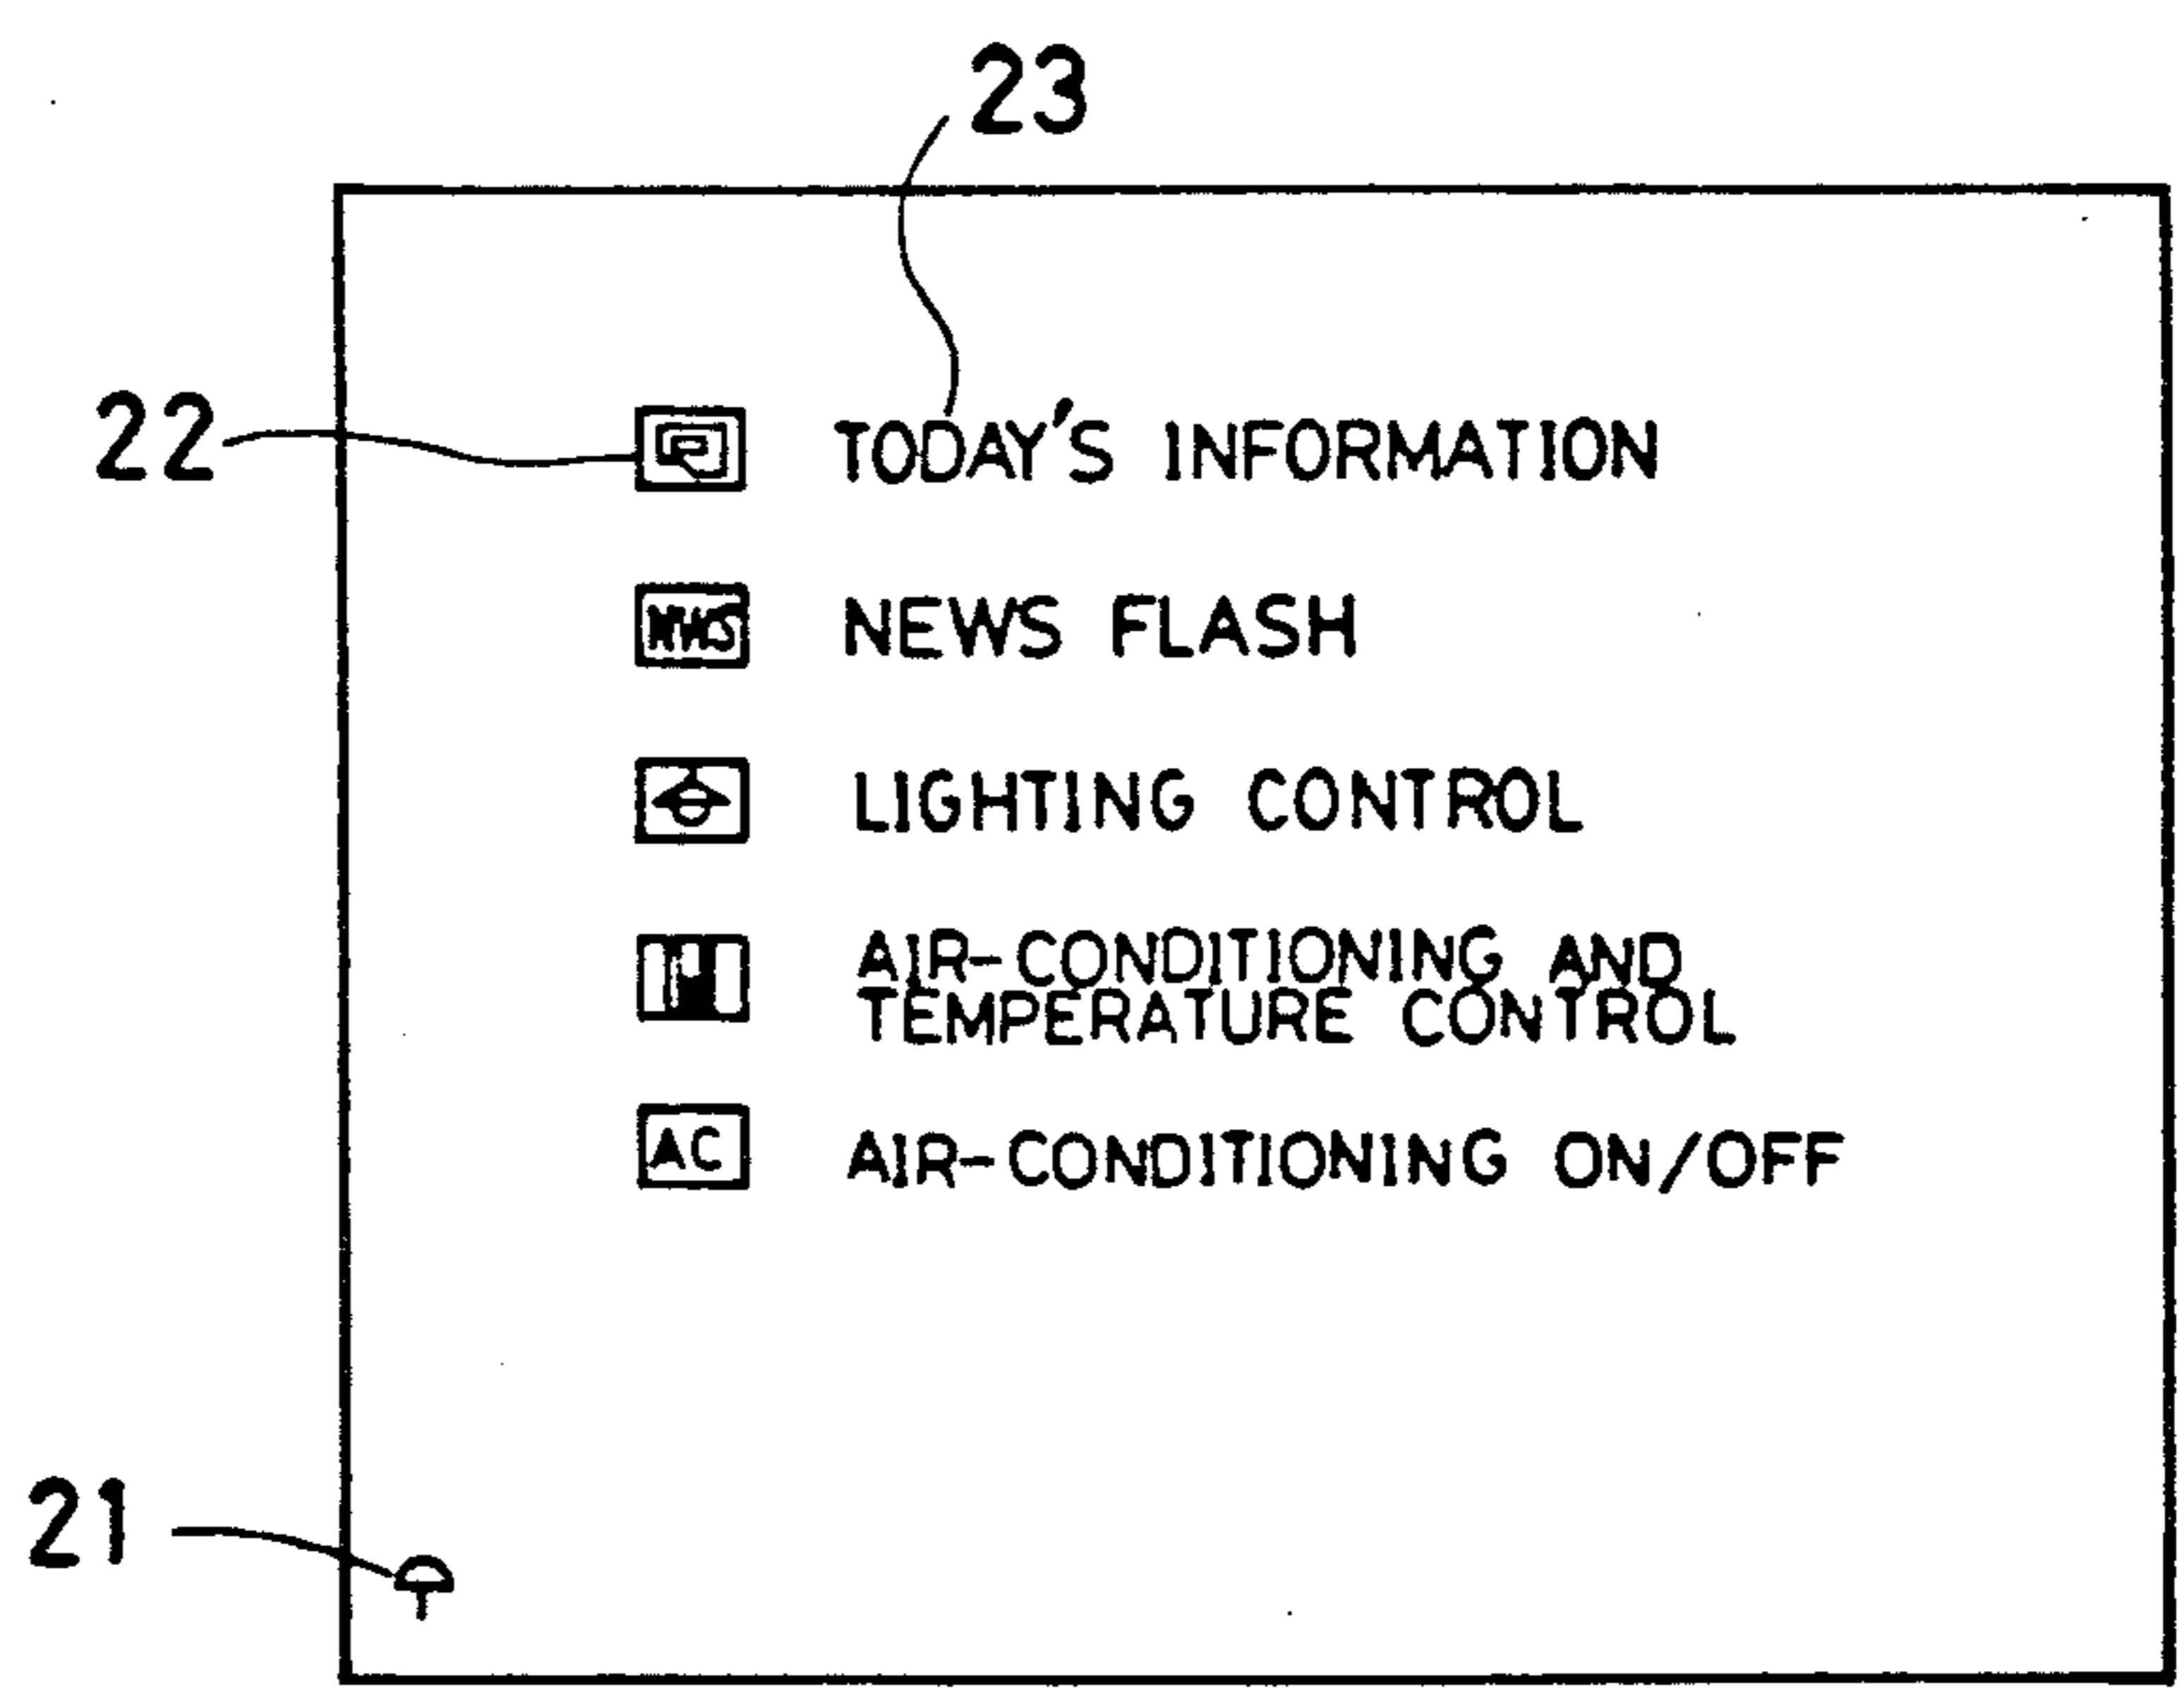 23
22 TODAY'S INFORMATION
NEWS FLASH
LIGHTING CONTROL
AIR-CONDITIONING AND
TEMPERATURE CONTROL
AC AIR-CONDITIONING ON/OFF
21